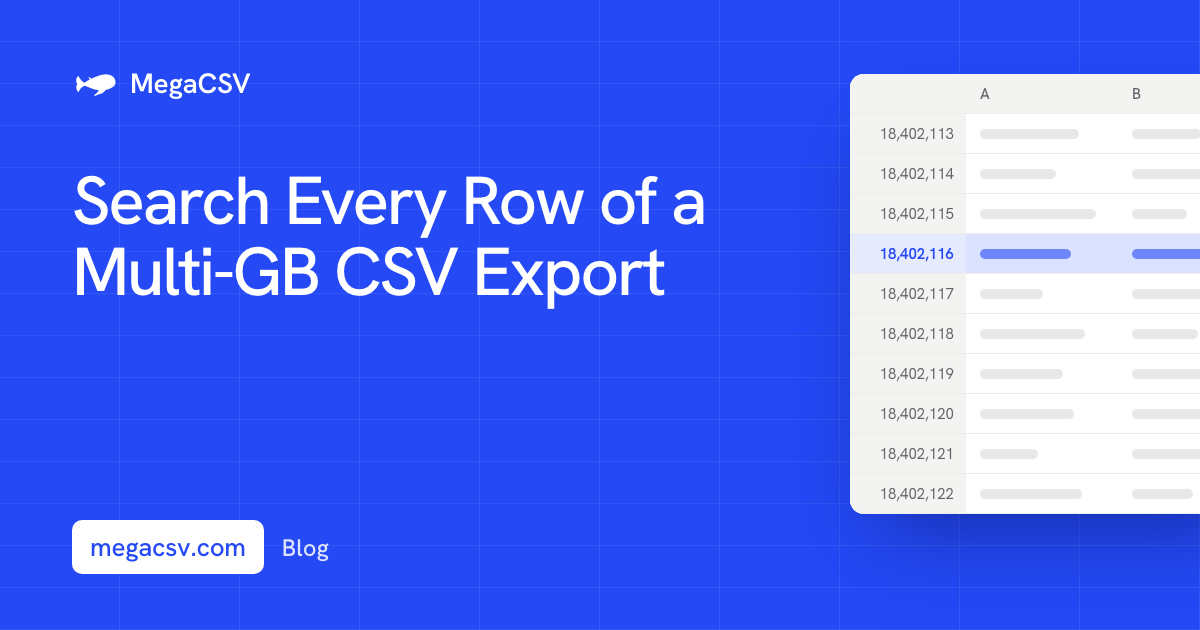 MegaCSV
Search Every Row of a
Multi-GB CSV Export
megacsv.com
Blog
A B
18,402,113
18,402,114
18,402,115
18,402,116
18,402,117
18,402,118
18,402,119
18,402,120
18,402,121
18,402,122